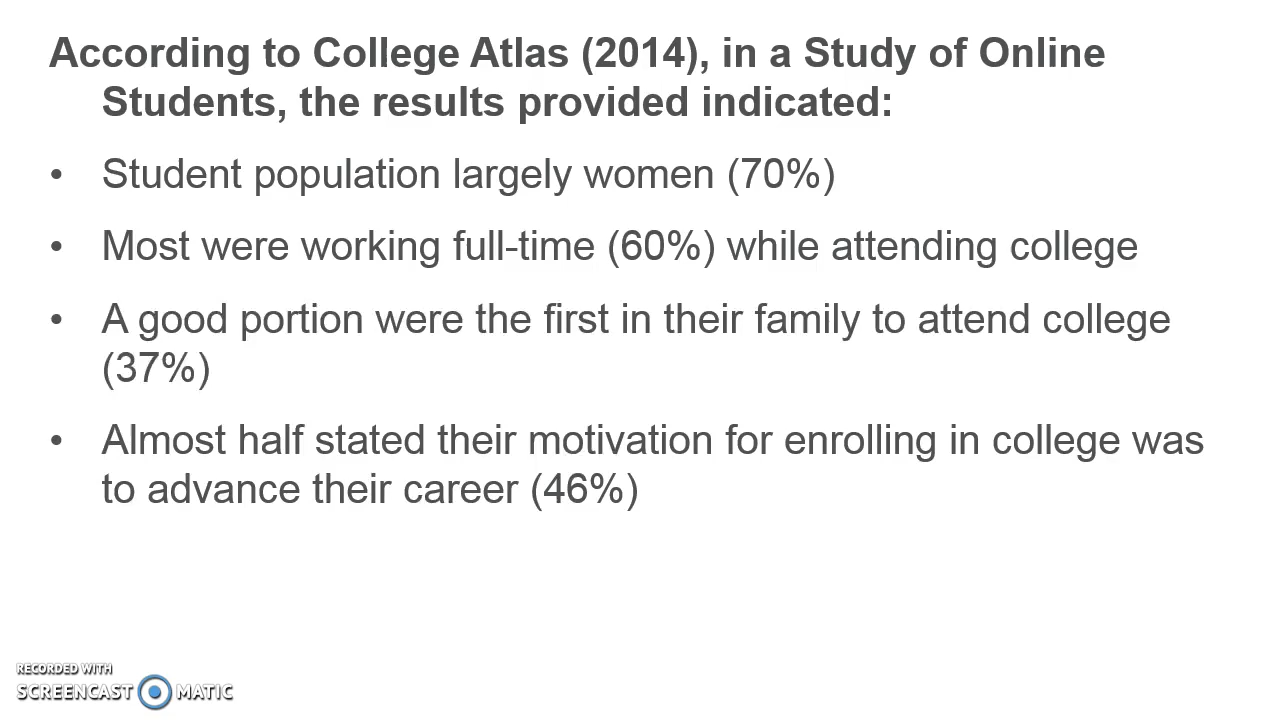 According to College Atlas (2014), in a Study of Online
Students, the results provided indicated:
• Student population largely women (70%)
• Most were working full-time (60%) while attending college
• A good portion were the first in their family to attend college
(37%)
• Almost half stated their motivation for enrolling in college was
to advance their career (46%)
RECORDED WITH
SCREENCAST MATIC